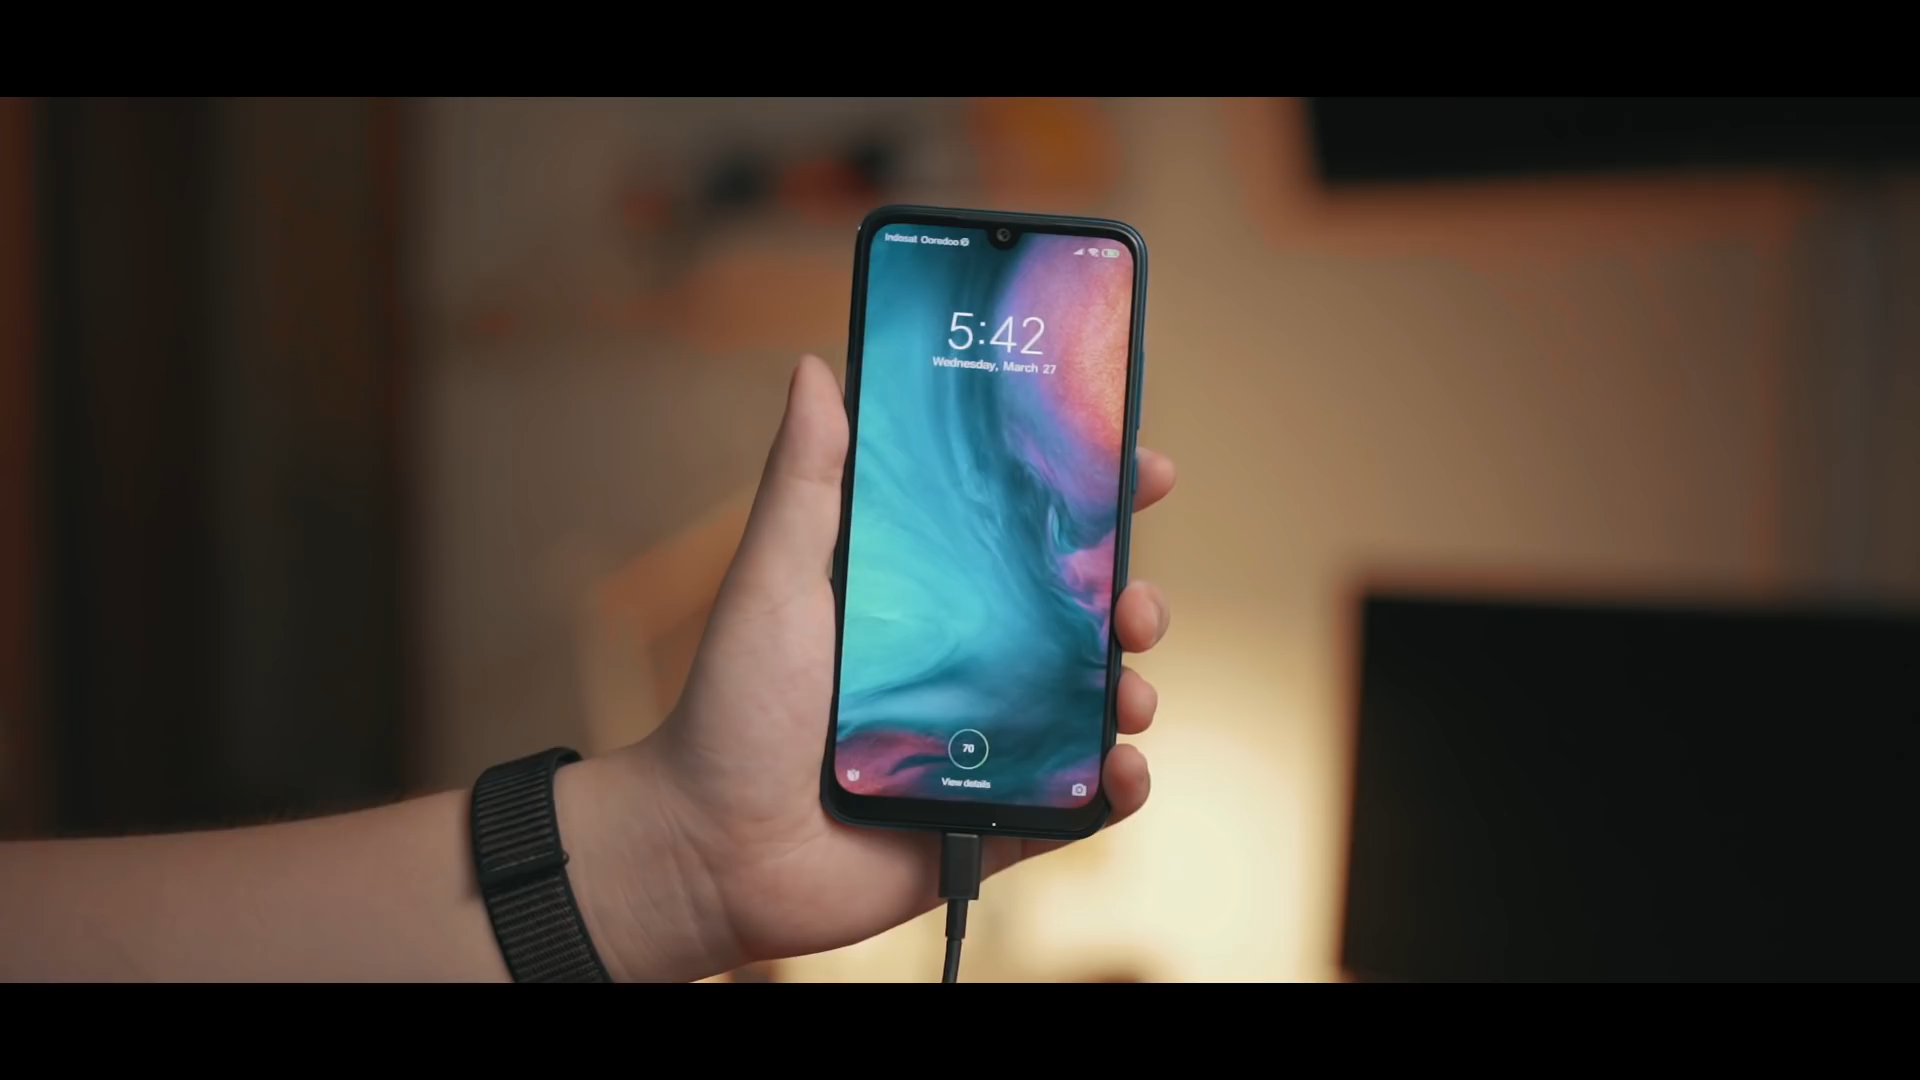 Indosat Ooredoo
5:42
Wednesday, March 27
70
View details